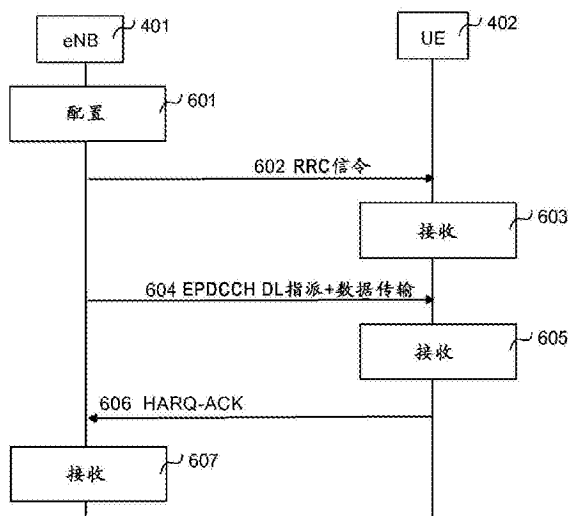 eNB
401
UE
402
配置
601
602 RRC信令
接收
603
604 EPDCCH DL指派+数据传输
接收
605
606 HARQ-ACK
接收
607